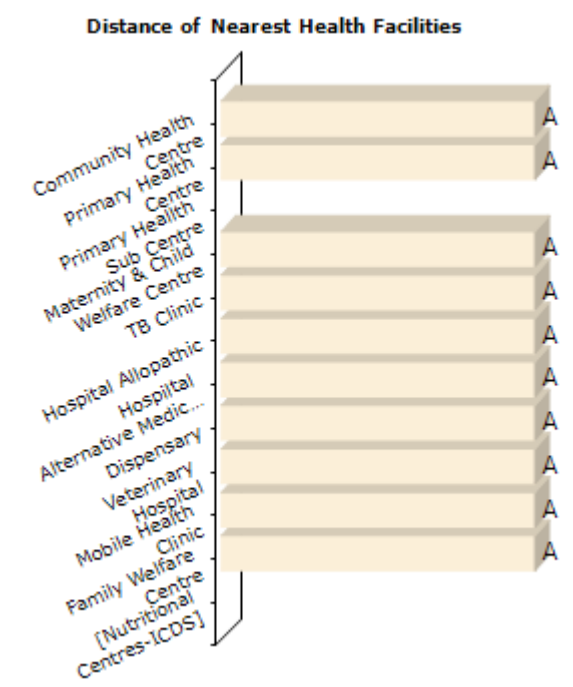 Distance of Nearest Health Facilities
Community Health
Centre
A
Primary Health
Centre
A
Primary Health
Sub Centre
Maternity & Child
Welfare Centre
A
TB Clinic
A
Hospital Allopathic
A
Hospiltal
Alternative Medic...
A
Dispensary
A
Veterinary
Hospital
A
Mobile Health
Clinic
A
Family Welfare
Centre
A
[Nutritional
Centres-ICDS]